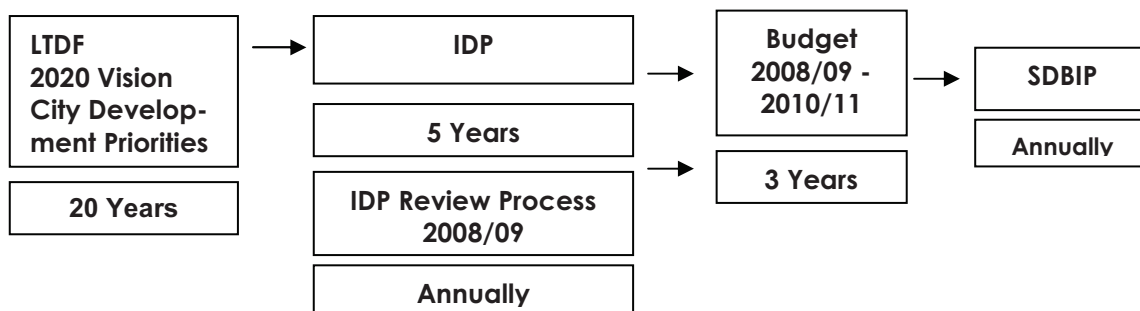 LTDF
2020 Vision
City Develop-
ment Priorities
20 Years
IDP
5 Years
IDP Review Process
2008/09
Annually
Budget
2008/09 -
2010/11
3 Years
SDBIP
Annually